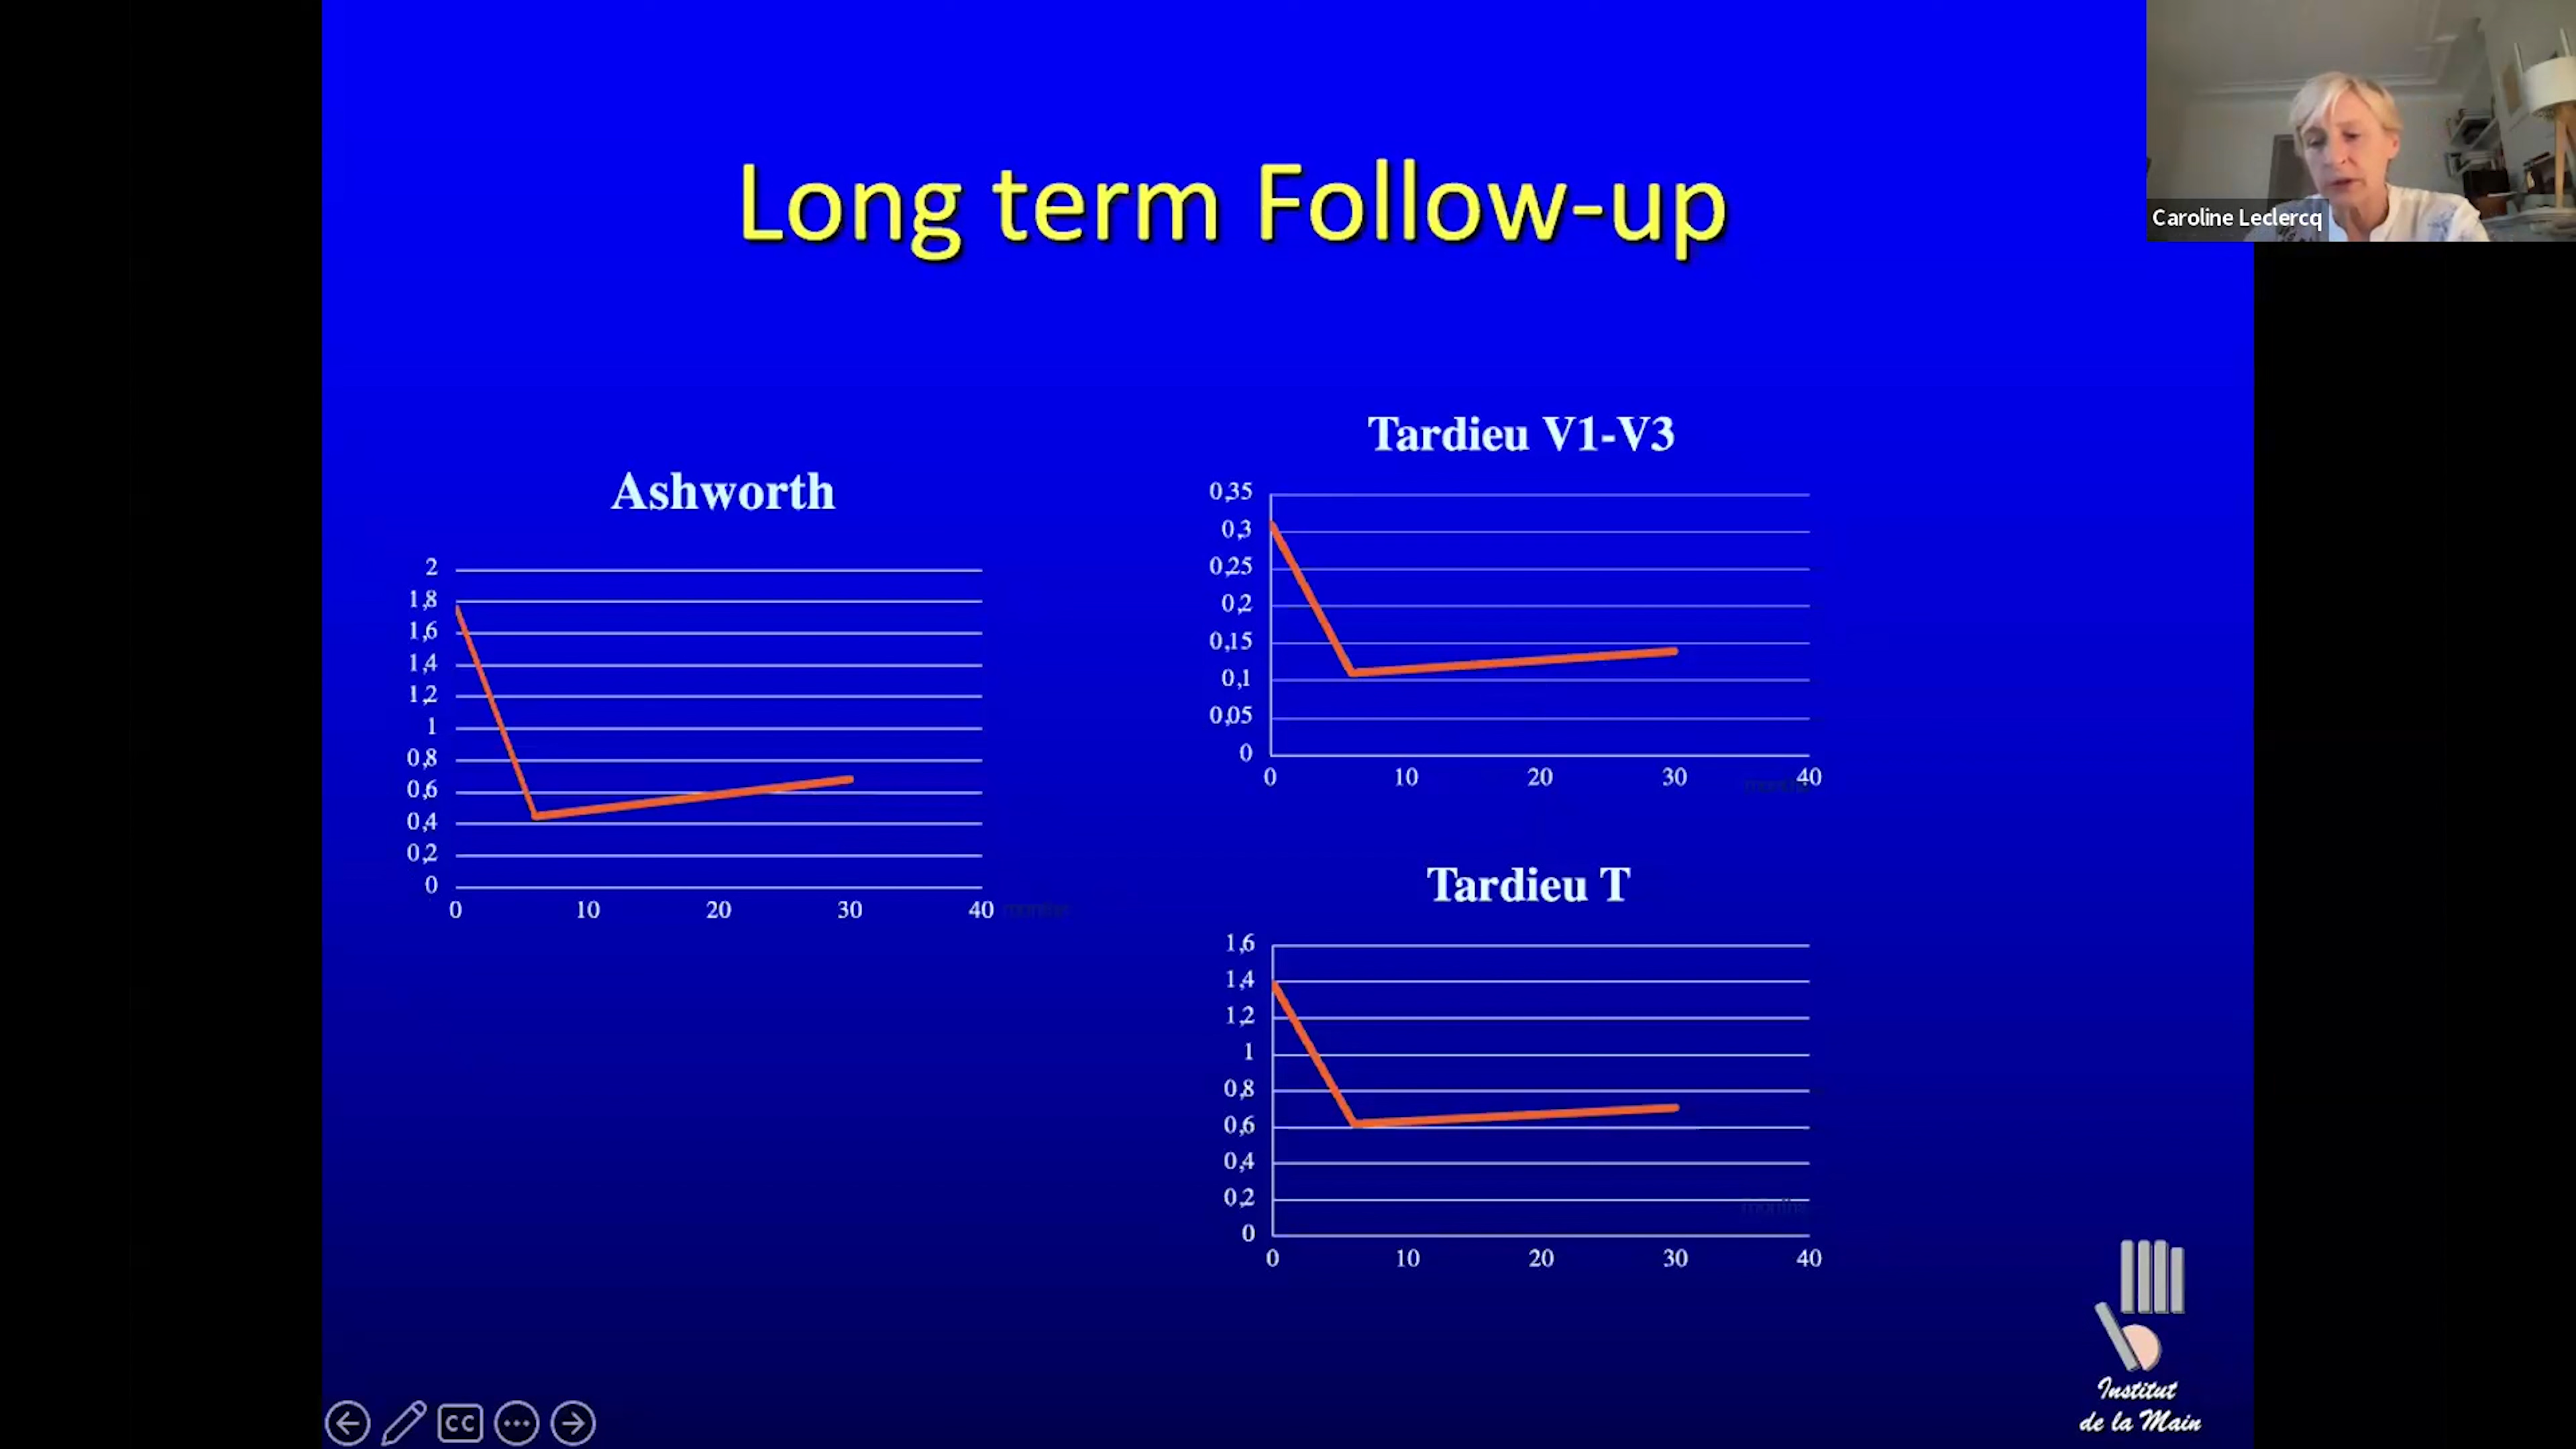 Long term Follow-up
Caroline Leclercq
Ashworth
2
1,8
1,6
1,4
1,2
1
0,8
0,6
0,4
0,2
0
0 10 20 30 40
Tardieu V1-V3
0,35
0,3
0,25
0,2
0,15
0,1
0,05
0
0 10 20 30 40
Tardieu T
1,6
1,4
1,2
1
0,8
0,6
0,4
0,2
0
0 10 20 30 40
Institut
de la Main
CC